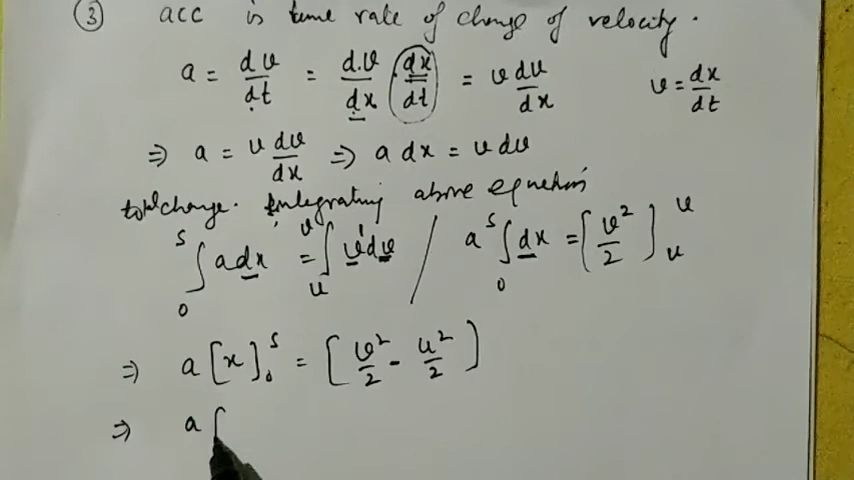 ③ acc is time rate of change of velocity.
a = dv/dt = dv/dx · dx/dt = v dv/dx    v = dx/dt
⇒ a = v dv/dx ⇒ a dx = v dv
total change. Integrating above equation
∫₀ˢ a dx = ∫ᵤᵛ v¹ dv / a ∫₀ˢ dx = [v²/2]ᵤᵛ
⇒ a [x]₀ˢ = [v²/2 - u²/2]
⇒ a [